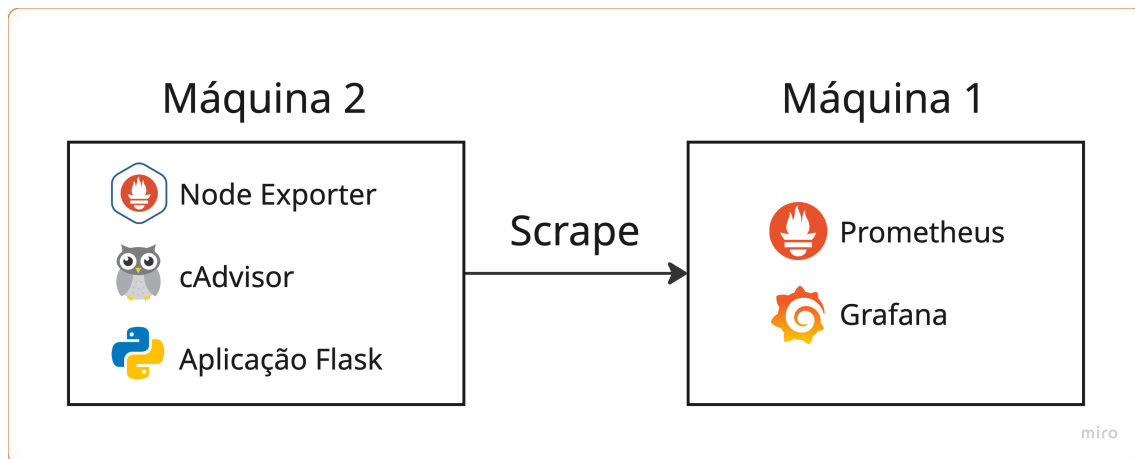 Máquina 2
Node Exporter
cAdvisor
Aplicação Flask
Scrape
Máquina 1
Prometheus
Grafana
miro